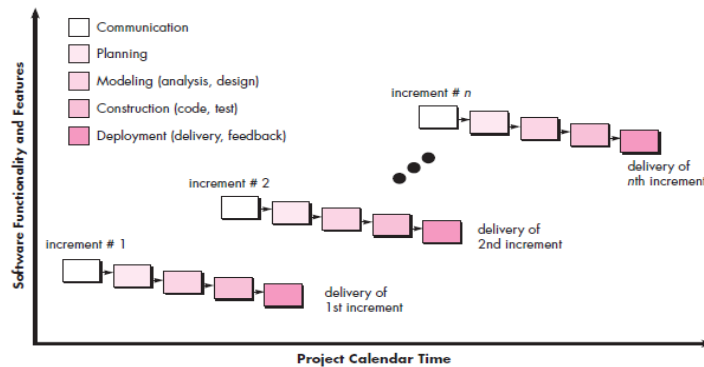 Communication
Planning
Modeling (analysis, design)
Construction (code, test)
Deployment (delivery, feedback)
increment # n
delivery of
nth increment
increment # 2
delivery of
2nd increment
increment # 1
delivery of
1st increment
Software Functionality and Features
Project Calendar Time